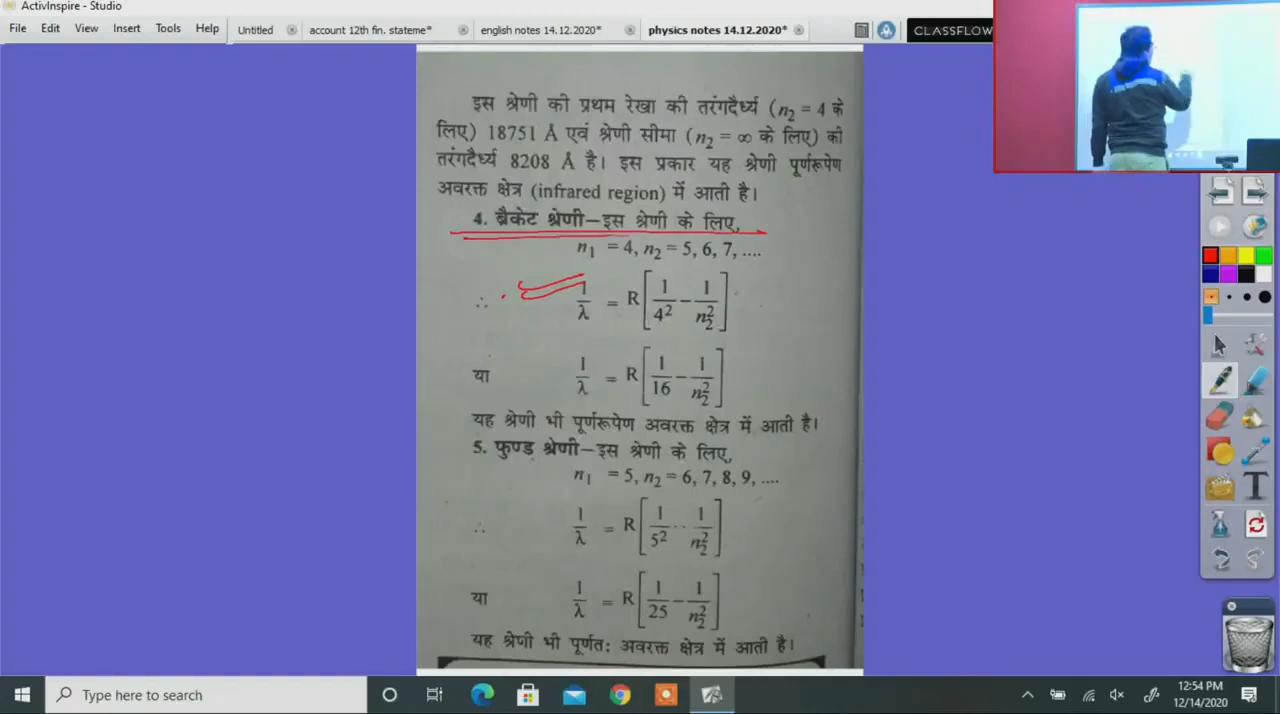 ActivInspire - Studio
File Edit View Insert Tools Help
Untitled account 12th fin. stateme* english notes 14.12.2020* physics notes 14.12.2020* CLASSFLOW
इस श्रेणी की प्रथम रेखा की तरंगदैर्ध्य (n₂ = 4 के
लिए) 18751 Å एवं श्रेणी सीमा (n₂ = ∞ के लिए) की
तरंगदैर्ध्य 8208 Å है। इस प्रकार यह श्रेणी पूर्णरूपेण
अवरक्त क्षेत्र (infrared region) में आती है।
4. ब्रैकेट श्रेणी–इस श्रेणी के लिए,
n₁ = 4, n₂ = 5, 6, 7, ....
∴ 1/λ = R[1/4² − 1/n₂²]
या 1/λ = R[1/16 − 1/n₂²]
यह श्रेणी भी पूर्णरूपेण अवरक्त क्षेत्र में आती है।
5. फुण्ड श्रेणी–इस श्रेणी के लिए,
n₁ = 5, n₂ = 6, 7, 8, 9, ....
∴ 1/λ = R[1/5² − 1/n₂²]
या 1/λ = R[1/25 − 1/n₂²]
यह श्रेणी भी पूर्णतः अवरक्त क्षेत्र में आती है।
Type here to search
12:54 PM
12/14/2020